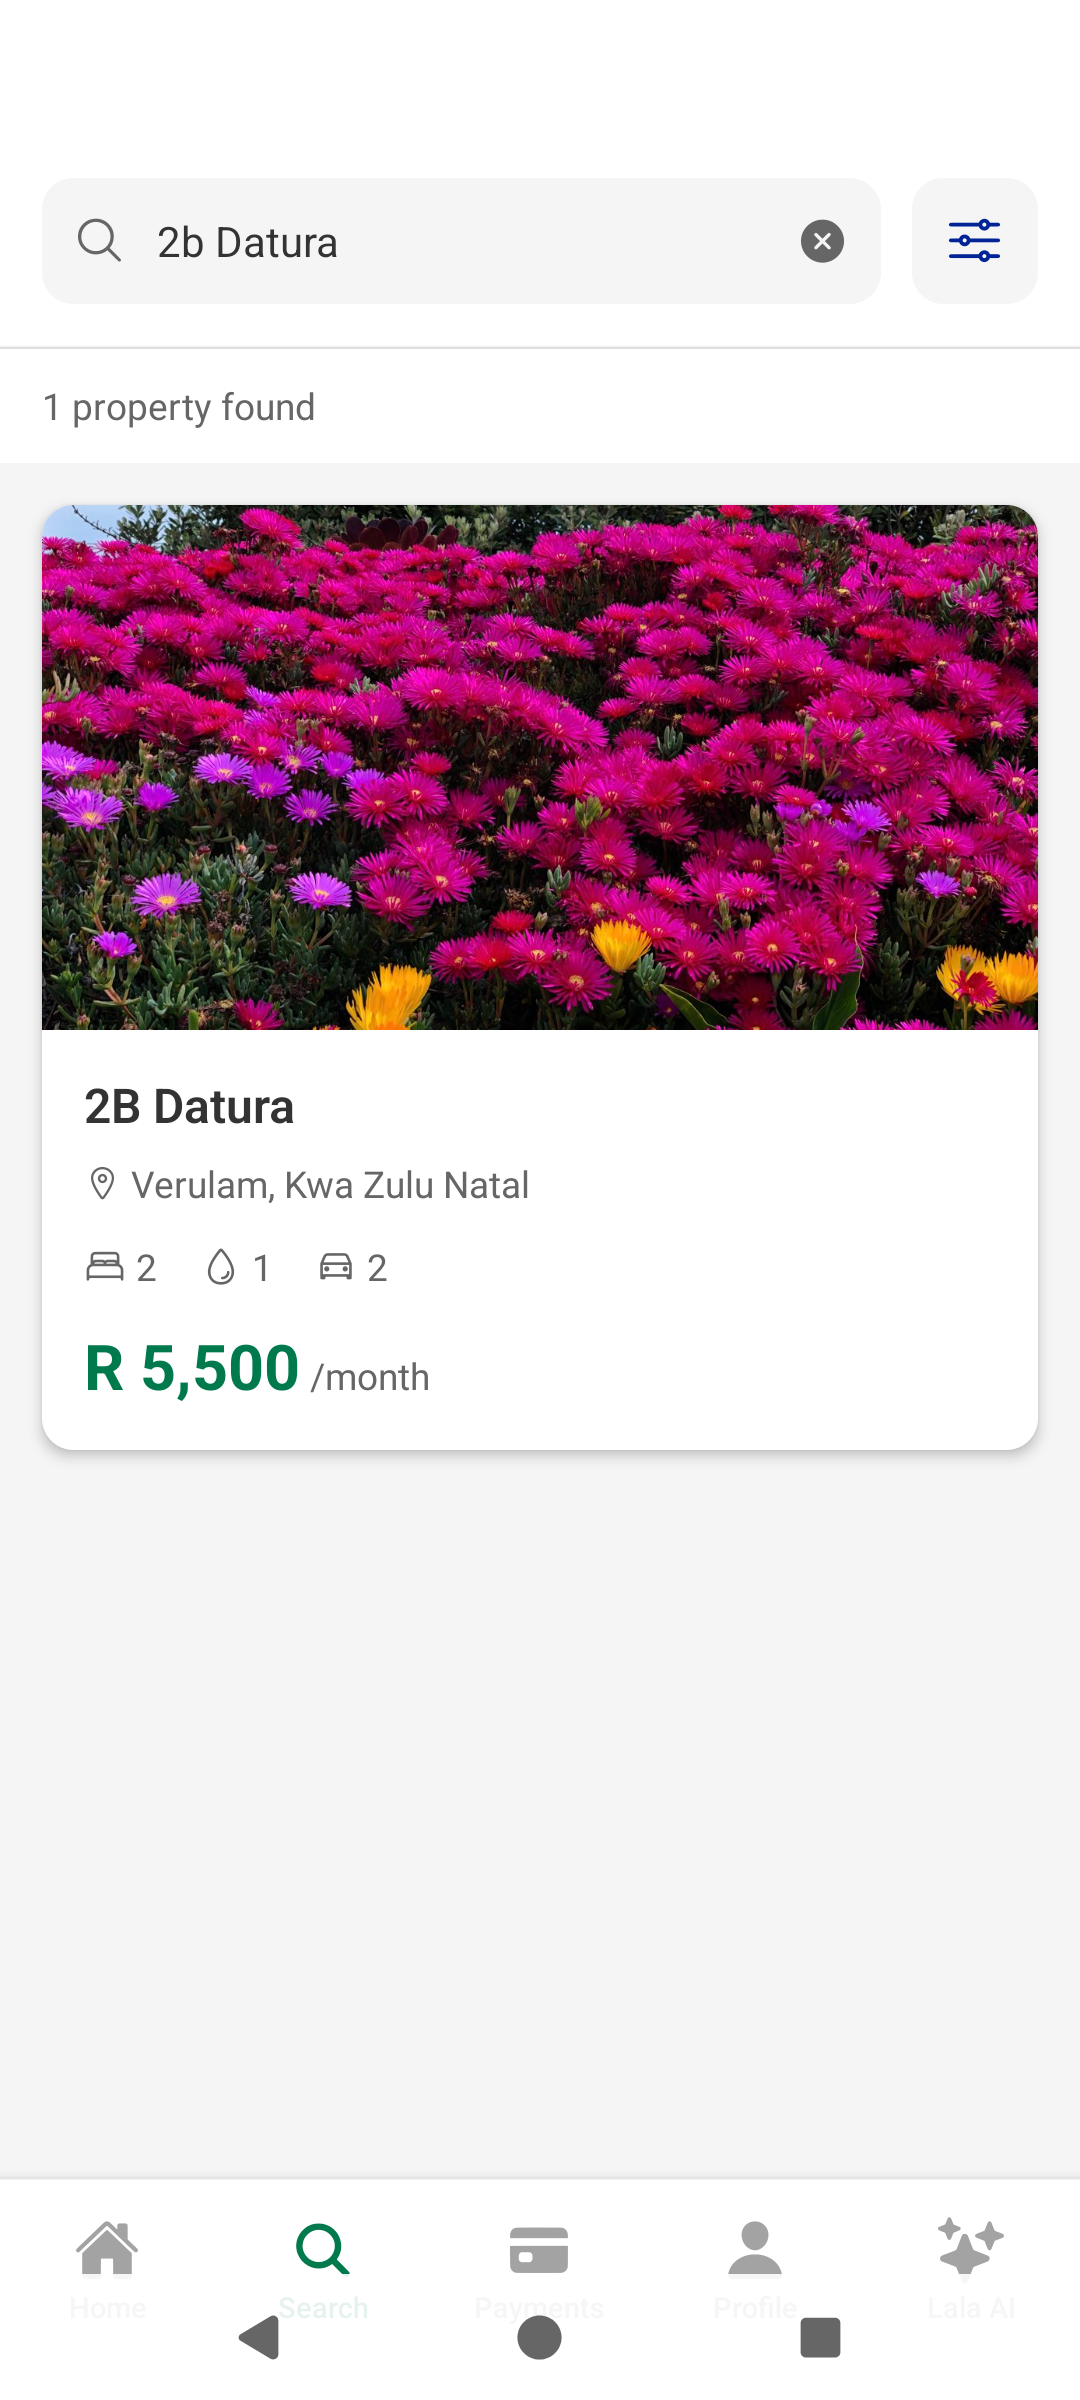 2b Datura
1 property found
2B Datura
Verulam, Kwa Zulu Natal
2 1 2
R 5,500 /month
Home Search Payments Profile Lala AI